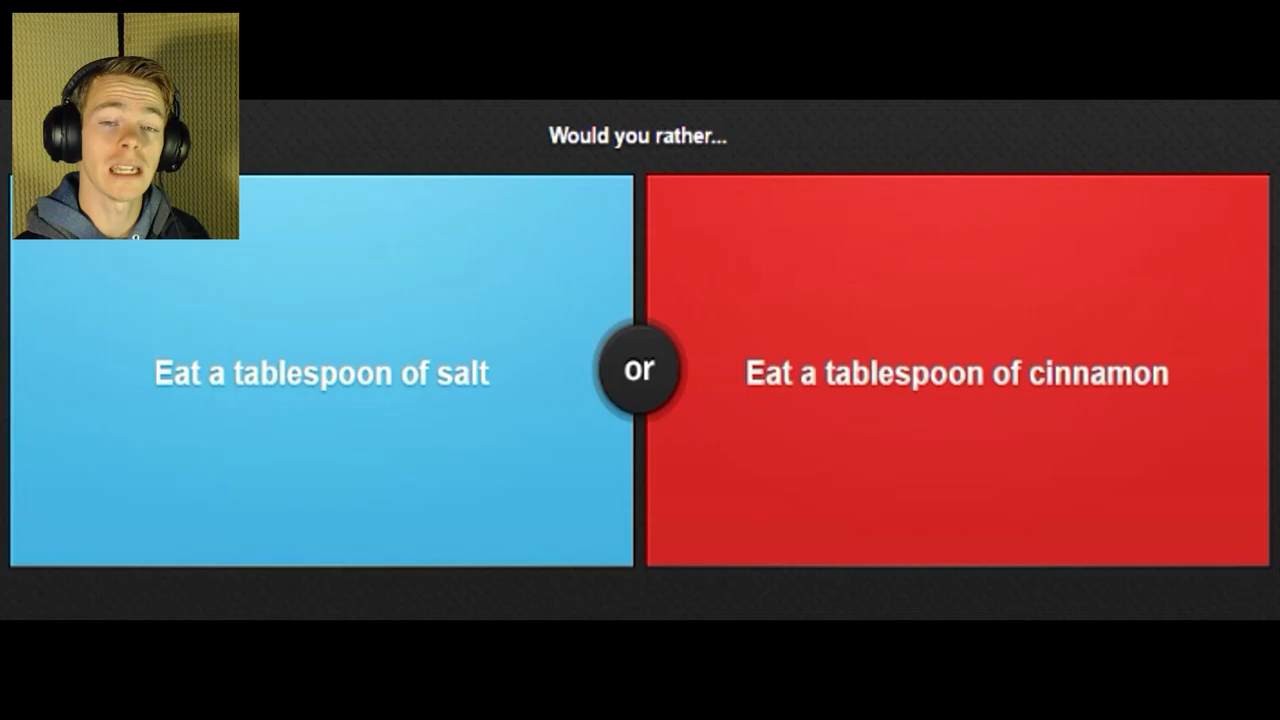 Would you rather...
Eat a tablespoon of salt
or
Eat a tablespoon of cinnamon